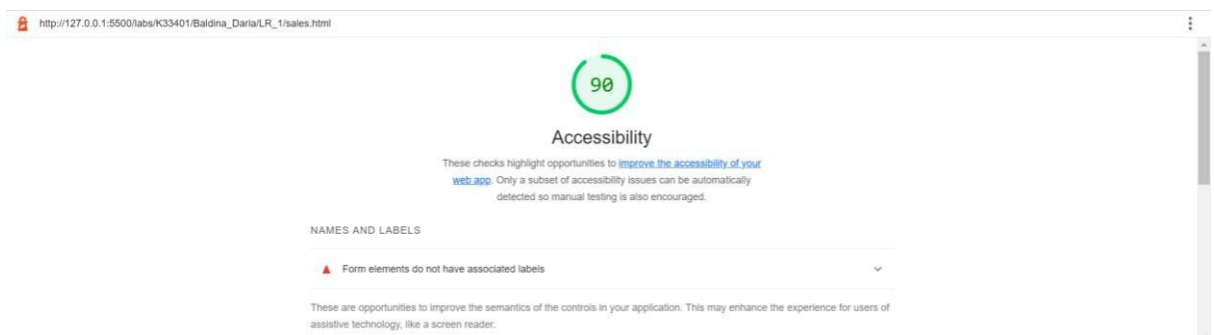 http://127.0.0.1:5500/labs/K33401/Baldina_Daria/LR_1/sales.html
90
Accessibility
These checks highlight opportunities to improve the accessibility of your
web app. Only a subset of accessibility issues can be automatically
detected so manual testing is also encouraged.
NAMES AND LABELS
Form elements do not have associated labels
These are opportunities to improve the semantics of the controls in your application. This may enhance the experience for users of
assistive technology, like a screen reader.